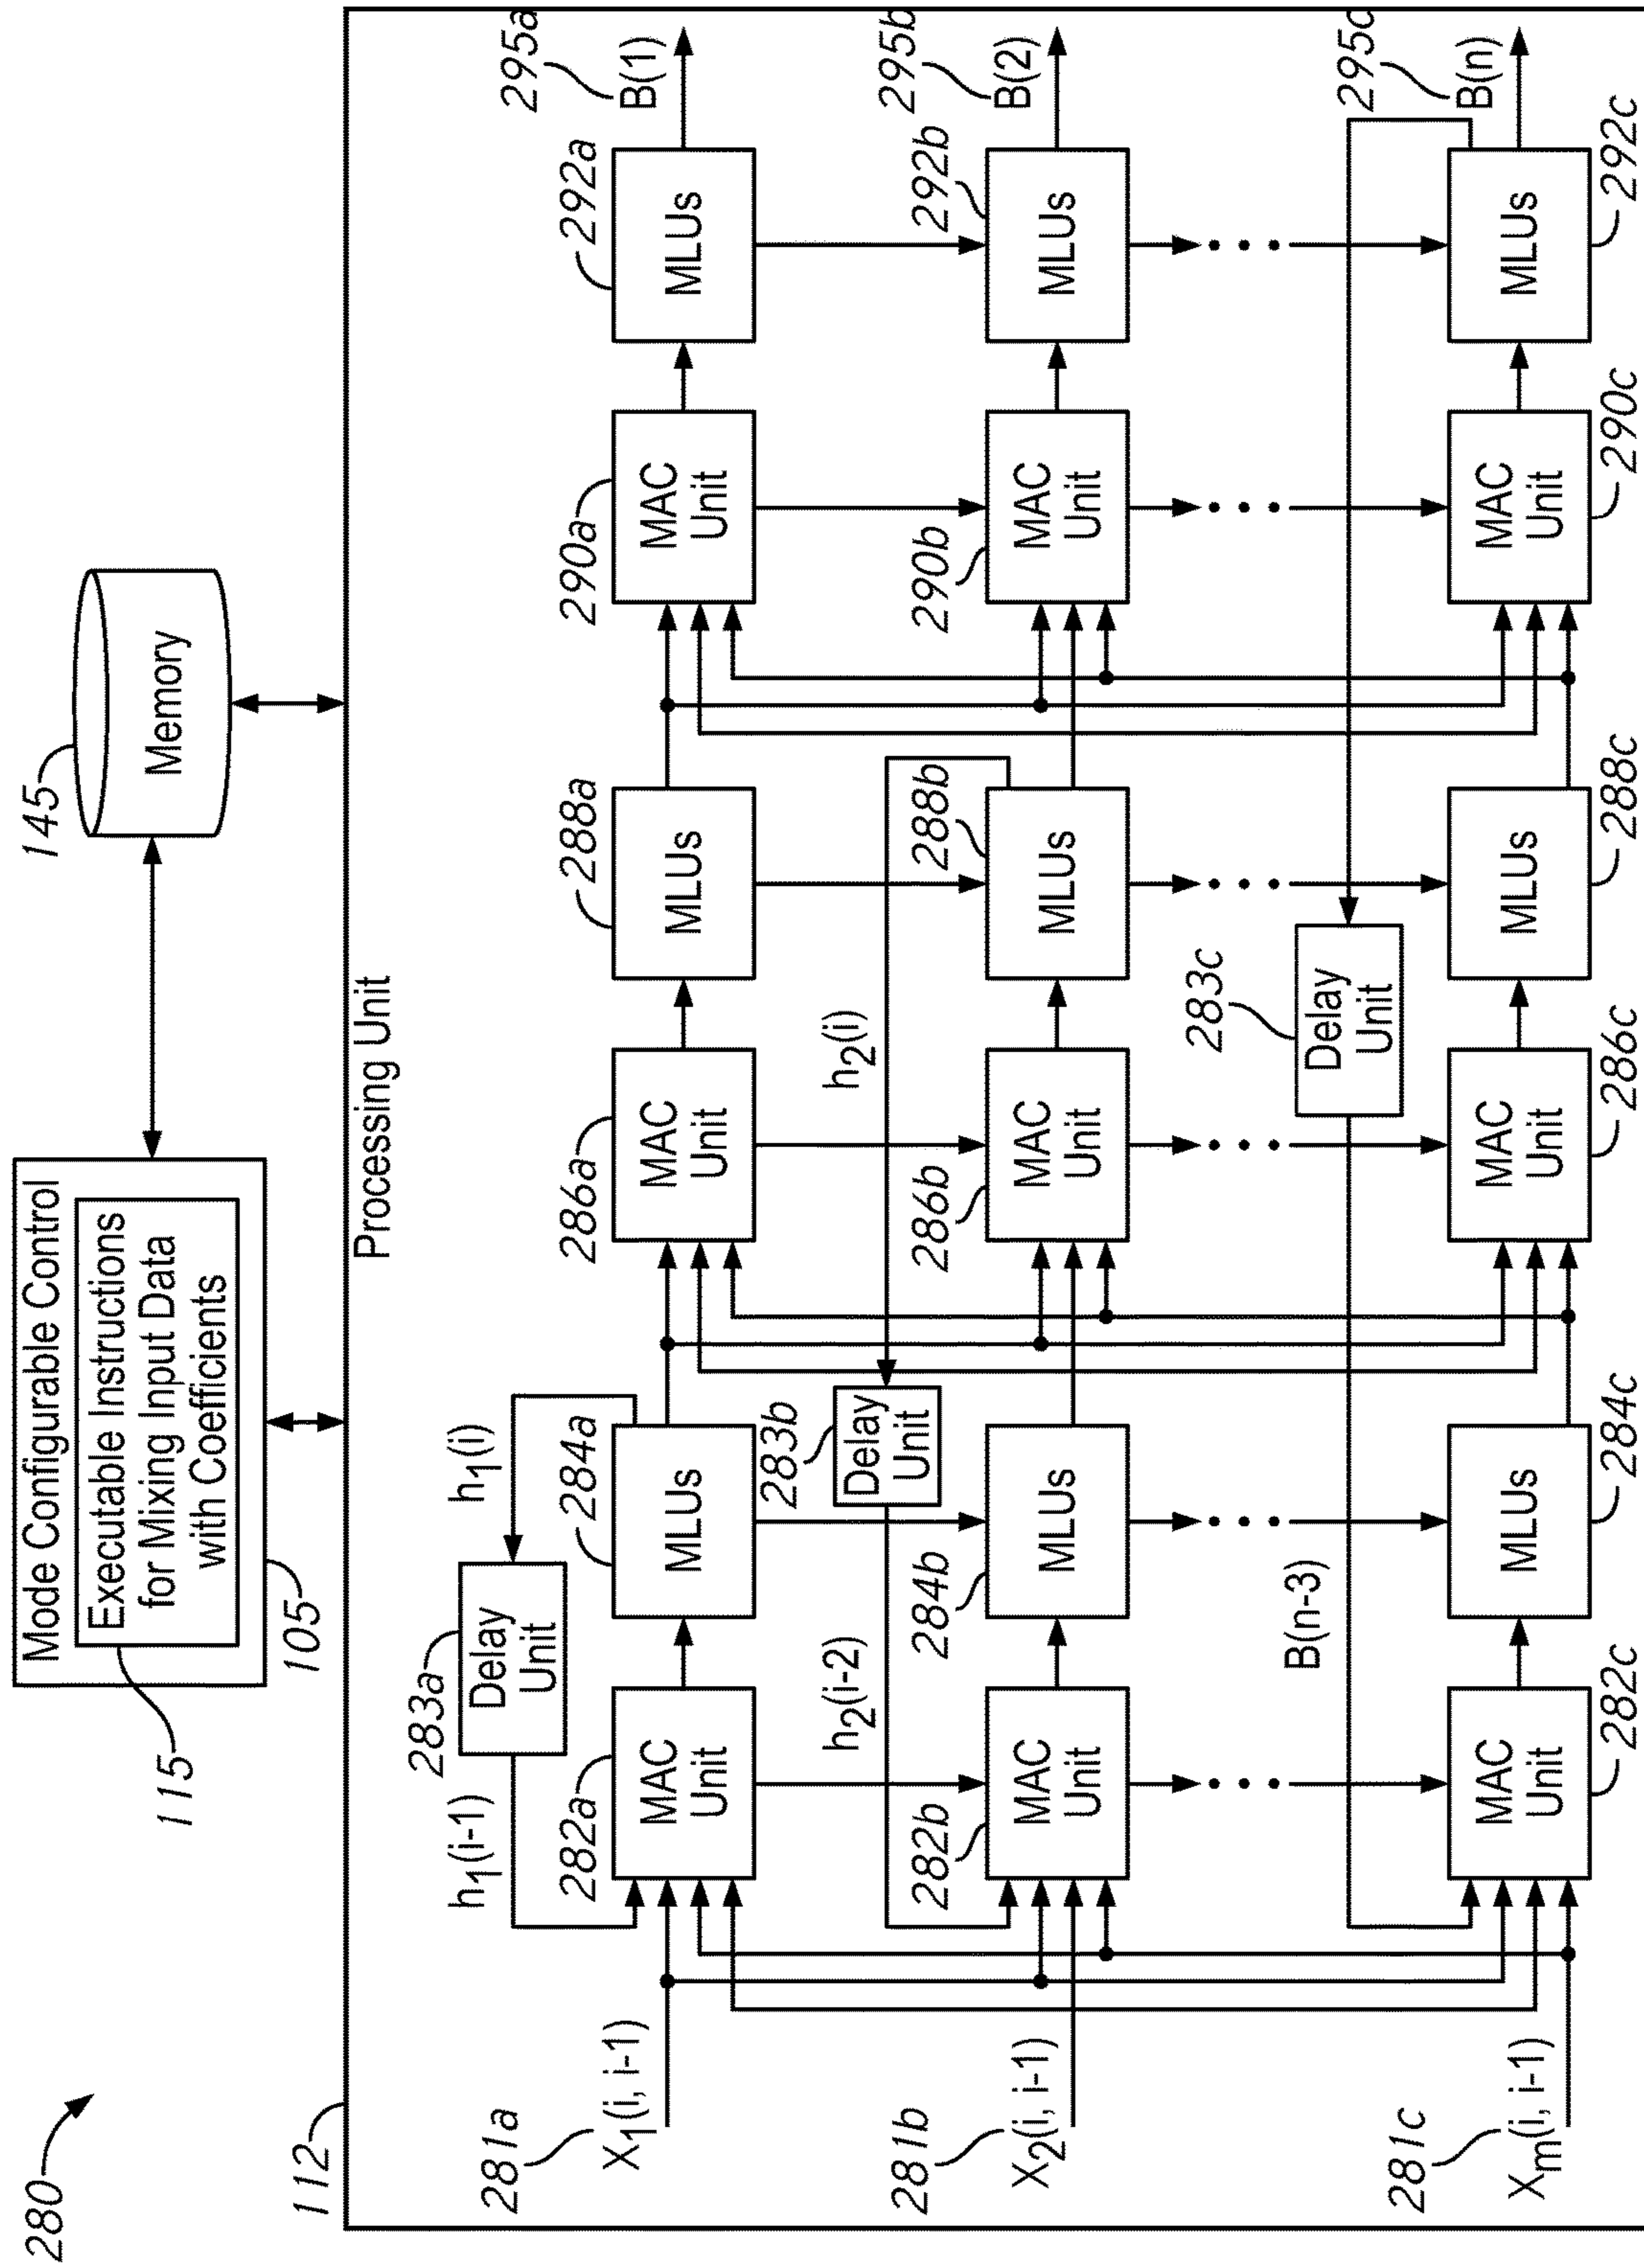 280
Mode Configurable Control
Executable Instructions
for Mixing Input Data
with Coefficients
115
105
145
Memory
112
Processing Unit
h₁(i-1)
283a
Delay
Unit
h₁(i)
281a
X₁(i, i-1)
282a
MAC
Unit
284a
MLUs
286a
MAC
Unit
288a
MLUs
290a
MAC
Unit
292a
MLUs
295a
B(1)
h₂(i-2)
283b
Delay
Unit
h₂(i)
281b
X₂(i, i-1)
282b
MAC
Unit
284b
MLUs
286b
MAC
Unit
288b
MLUs
290b
MAC
Unit
292b
MLUs
295b
B(2)
B(n-3)
283c
Delay
Unit
281c
Xₘ(i, i-1)
MAC
Unit
282c
MLUs
284c
MAC
Unit
286c
MLUs
288c
MAC
Unit
290c
MLUs
292c
295c
B(n)